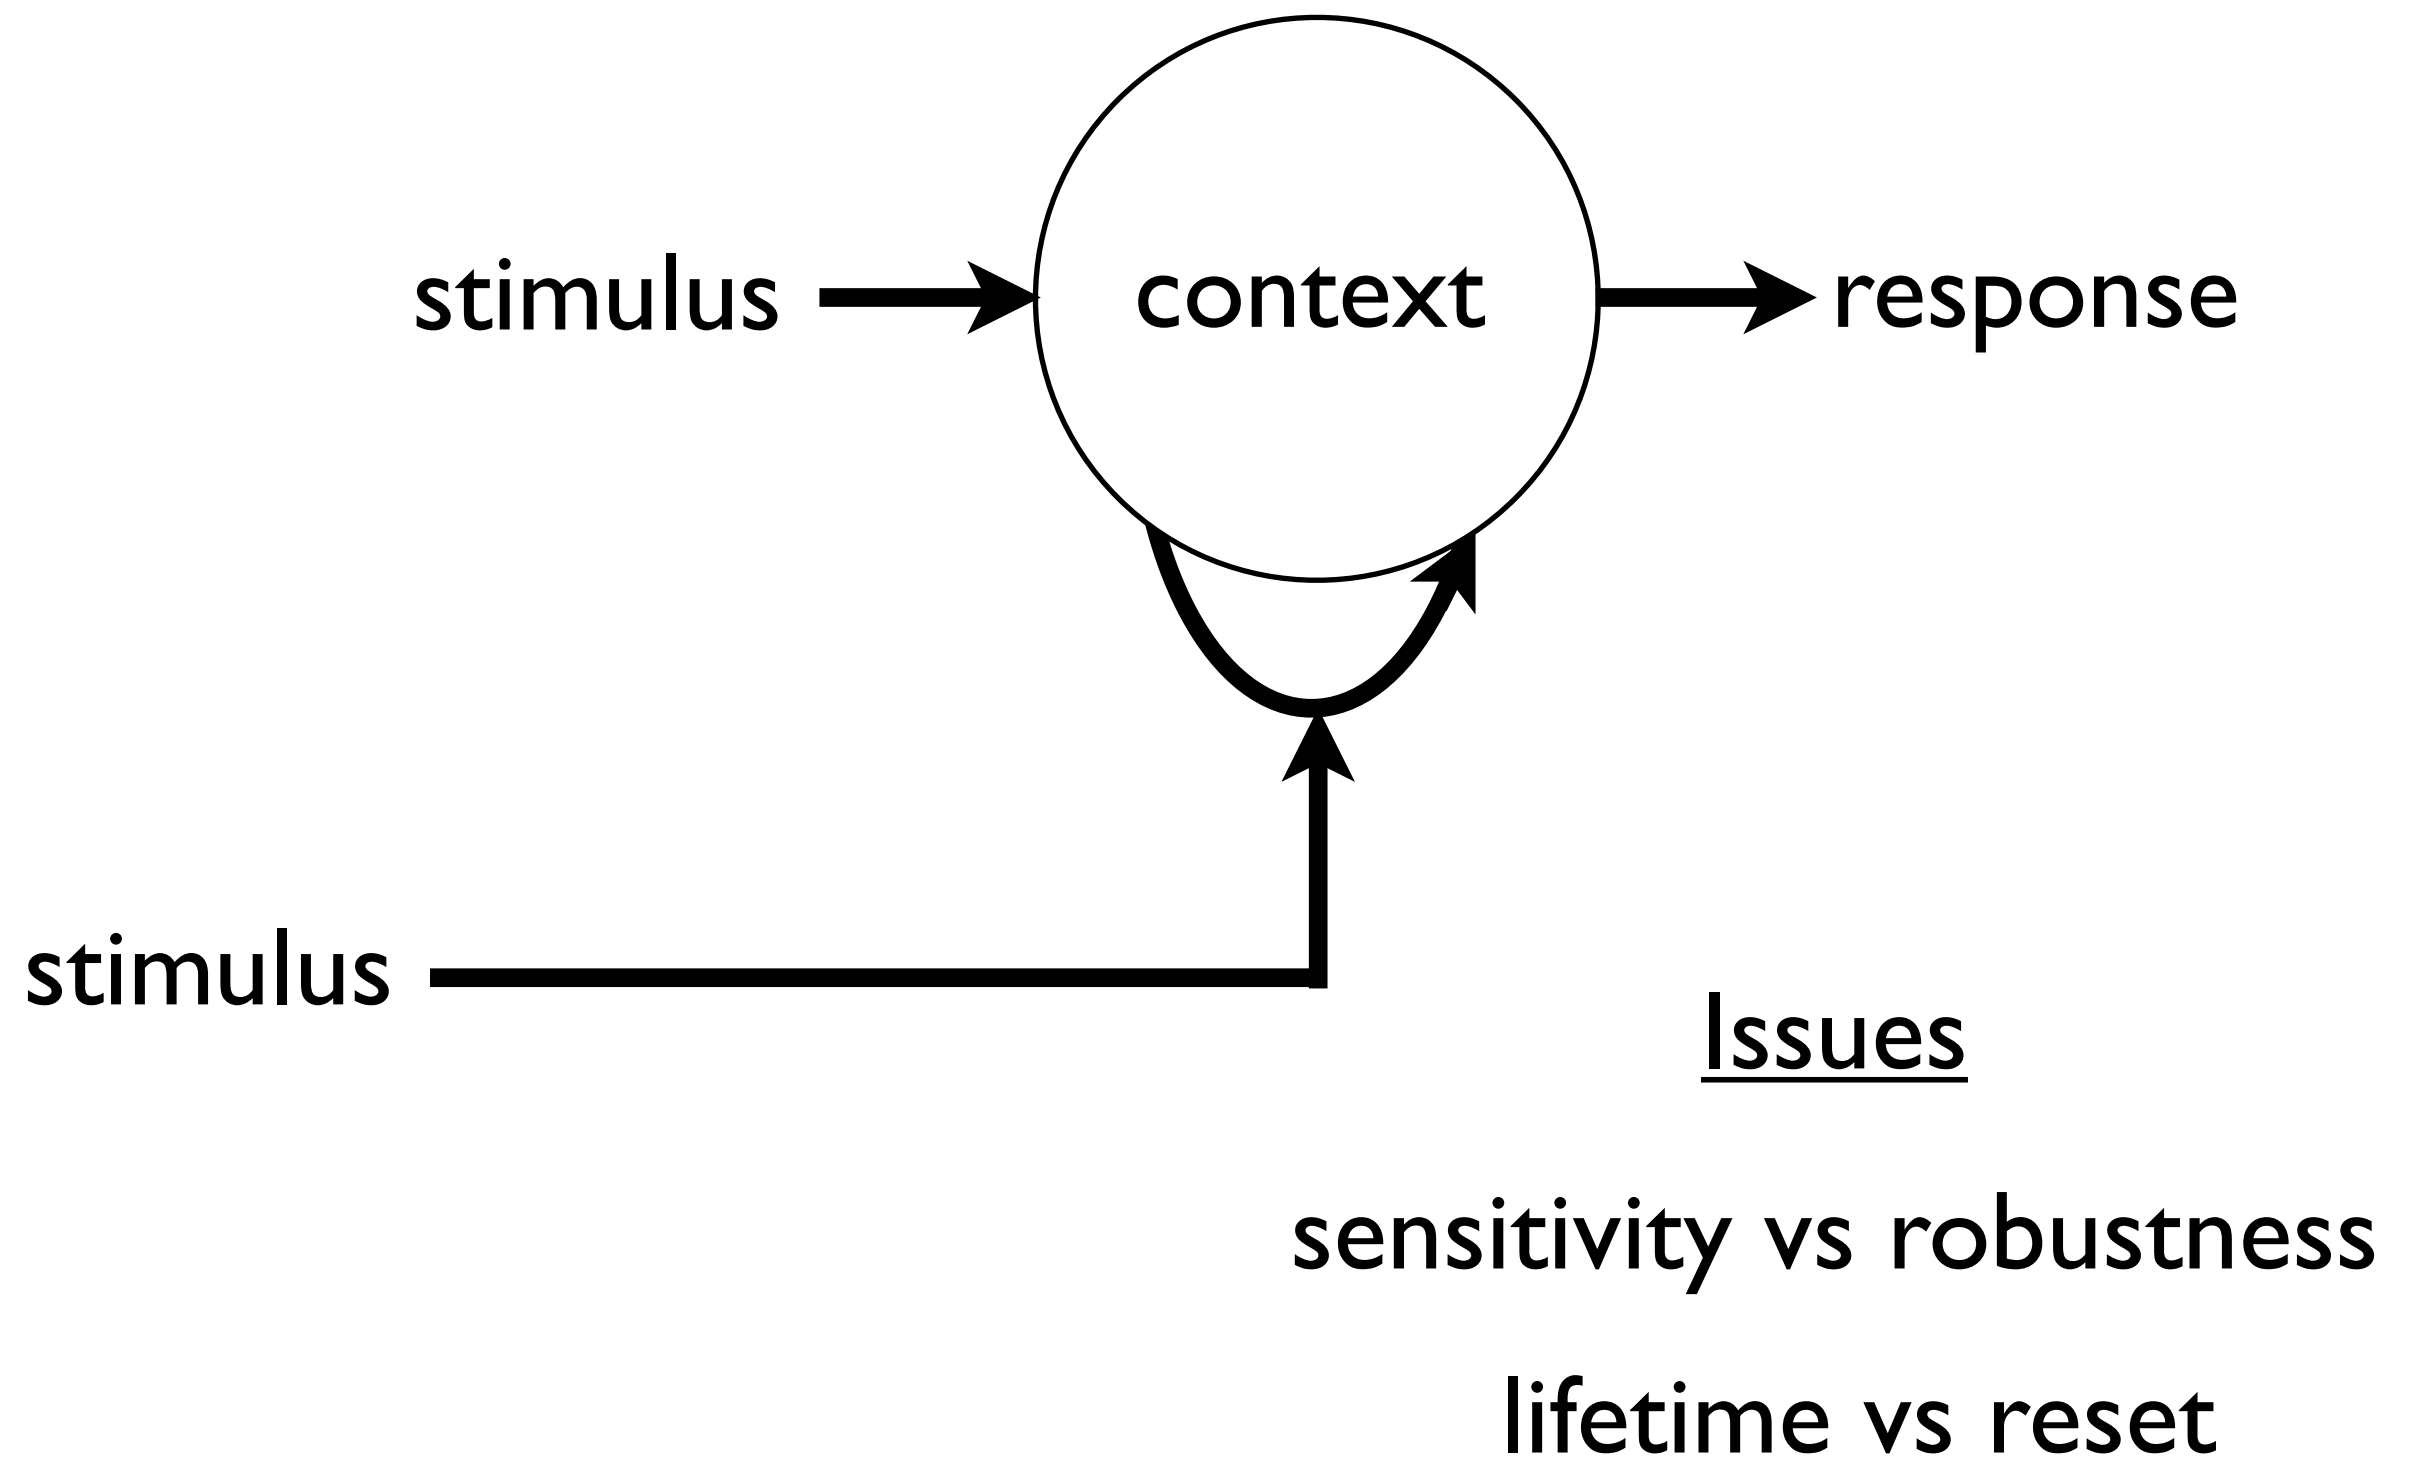 stimulus
context
response
stimulus
Issues
sensitivity vs robustness
lifetime vs reset